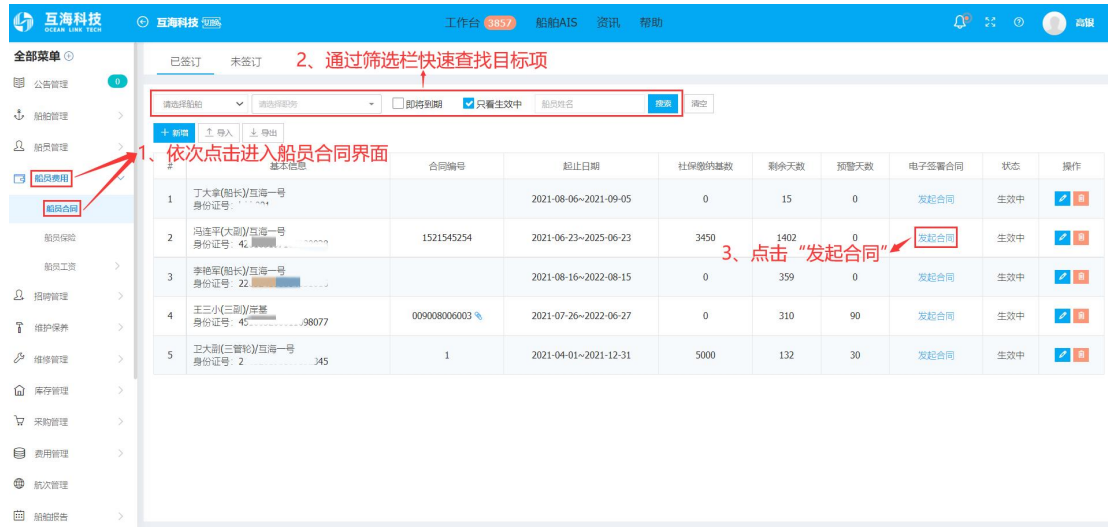 互海科技
OCEAN LINK TECH
互海科技
工作台 3857 船舶AIS 资讯 帮助
高银
全部菜单
公告管理 0
船舶管理
船员管理
船员费用
船员合同
船员保险
船员工资
招聘管理
维护保养
维修管理
库存管理
采购管理
费用管理
航次管理
船舶报告
已签订 未签订
2、通过筛选栏快速查找目标项
请选择船舶 请选择职务 即将到期 只看生效中 船员姓名 搜索 清空
新增 导入 导出
1、依次点击进入船员合同界面
# 基本信息 合同编号 起止日期 社保缴纳基数 剩余天数 预警天数 电子签署合同 状态 操作
1 丁大拿(船长)/互海一号 2021-08-06~2021-09-05 0 15 0 发起合同 生效中
身份证号:
2 冯连平(大副)/互海一号 1521545254 2021-06-23~2025-06-23 3450 1402 0 发起合同 生效中
身份证号: 42
3、点击“发起合同”
3 李艳军(船长)/互海一号 2021-08-16~2022-08-15 0 359 0 发起合同 生效中
身份证号: 22
4 王三小(三副)/岸基 009008006003 2021-07-26~2022-06-27 0 310 90 发起合同 生效中
身份证号: 45 98077
5 卫大副(三管轮)/互海一号 1 2021-04-01~2021-12-31 5000 132 30 发起合同 生效中
身份证号: 2 345